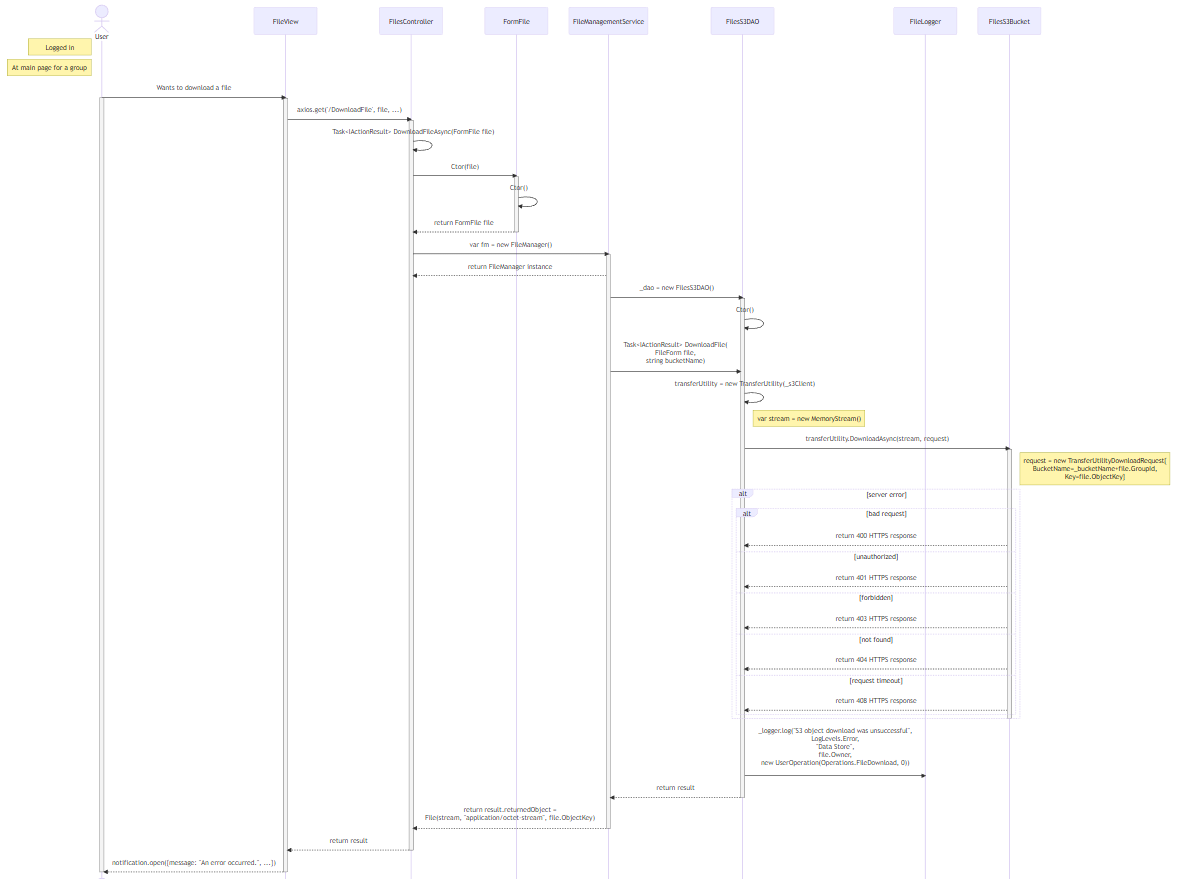 User
FileView
FilesController
FormFile
FileManagementService
FilesS3DAO
FileLogger
FilesS3Bucket
Logged in
At main page for a group
Wants to download a file
axios.get('/DownloadFile', file, ...)
Task<IActionResult> DownloadFileAsync(FormFile file)
Ctor(file)
Ctor()
return FormFile file
var fm = new FileManager()
return FileManager instance
_dao = new FilesS3DAO()
Ctor()
Task<IActionResult> DownloadFile(
FileForm file,
string bucketName)
transferUtility = new TransferUtility(_s3Client)
var stream = new MemoryStream()
transferUtility.DownloadAsync(stream, request)
request = new TransferUtilityDownloadRequest[
BucketName=_bucketName+file.GroupId,
Key=file.ObjectKey]
alt
[server error]
alt
[bad request]
return 400 HTTPS response
[unauthorized]
return 401 HTTPS response
[forbidden]
return 403 HTTPS response
[not found]
return 404 HTTPS response
[request timeout]
return 408 HTTPS response
_logger.log("S3 object download was unsuccessful",
LogLevels.Error,
"Data Store",
file.Owner,
new UserOperation(Operations.FileDownload, 0))
return result
return result.returnedObject =
File(stream, "application/octet-stream", file.ObjectKey)
return result
notification.open([message: "An error occurred.", ...])